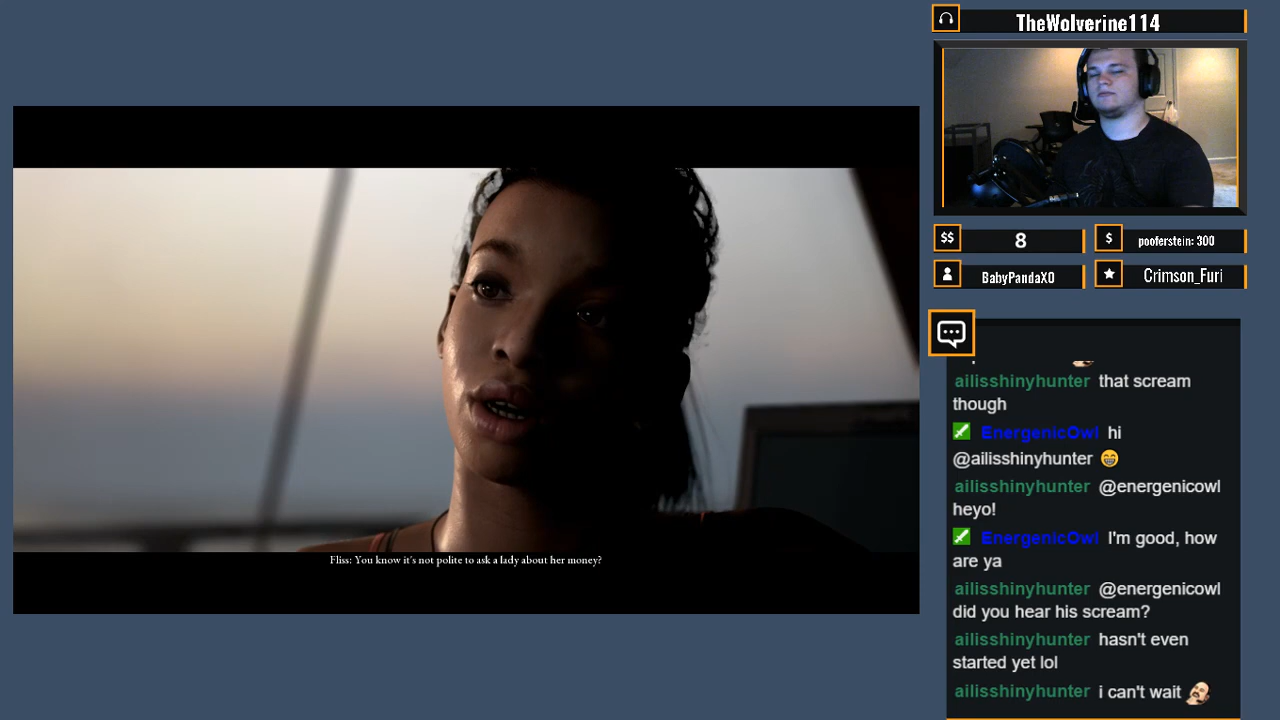 TheWolverine114
$$ 8 $ pooferstein: 300
BabyPandaXO Crimson_Furi
ailisshinyhunter that scream
though
EnergenicOwl hi
@ailisshinyhunter
ailisshinyhunter @energenicowl
heyo!
EnergenicOwl I'm good, how
are ya
ailisshinyhunter @energenicowl
did you hear his scream?
ailisshinyhunter hasn't even
started yet lol
ailisshinyhunter i can't wait
Fliss: You know it's not polite to ask a lady about her money?